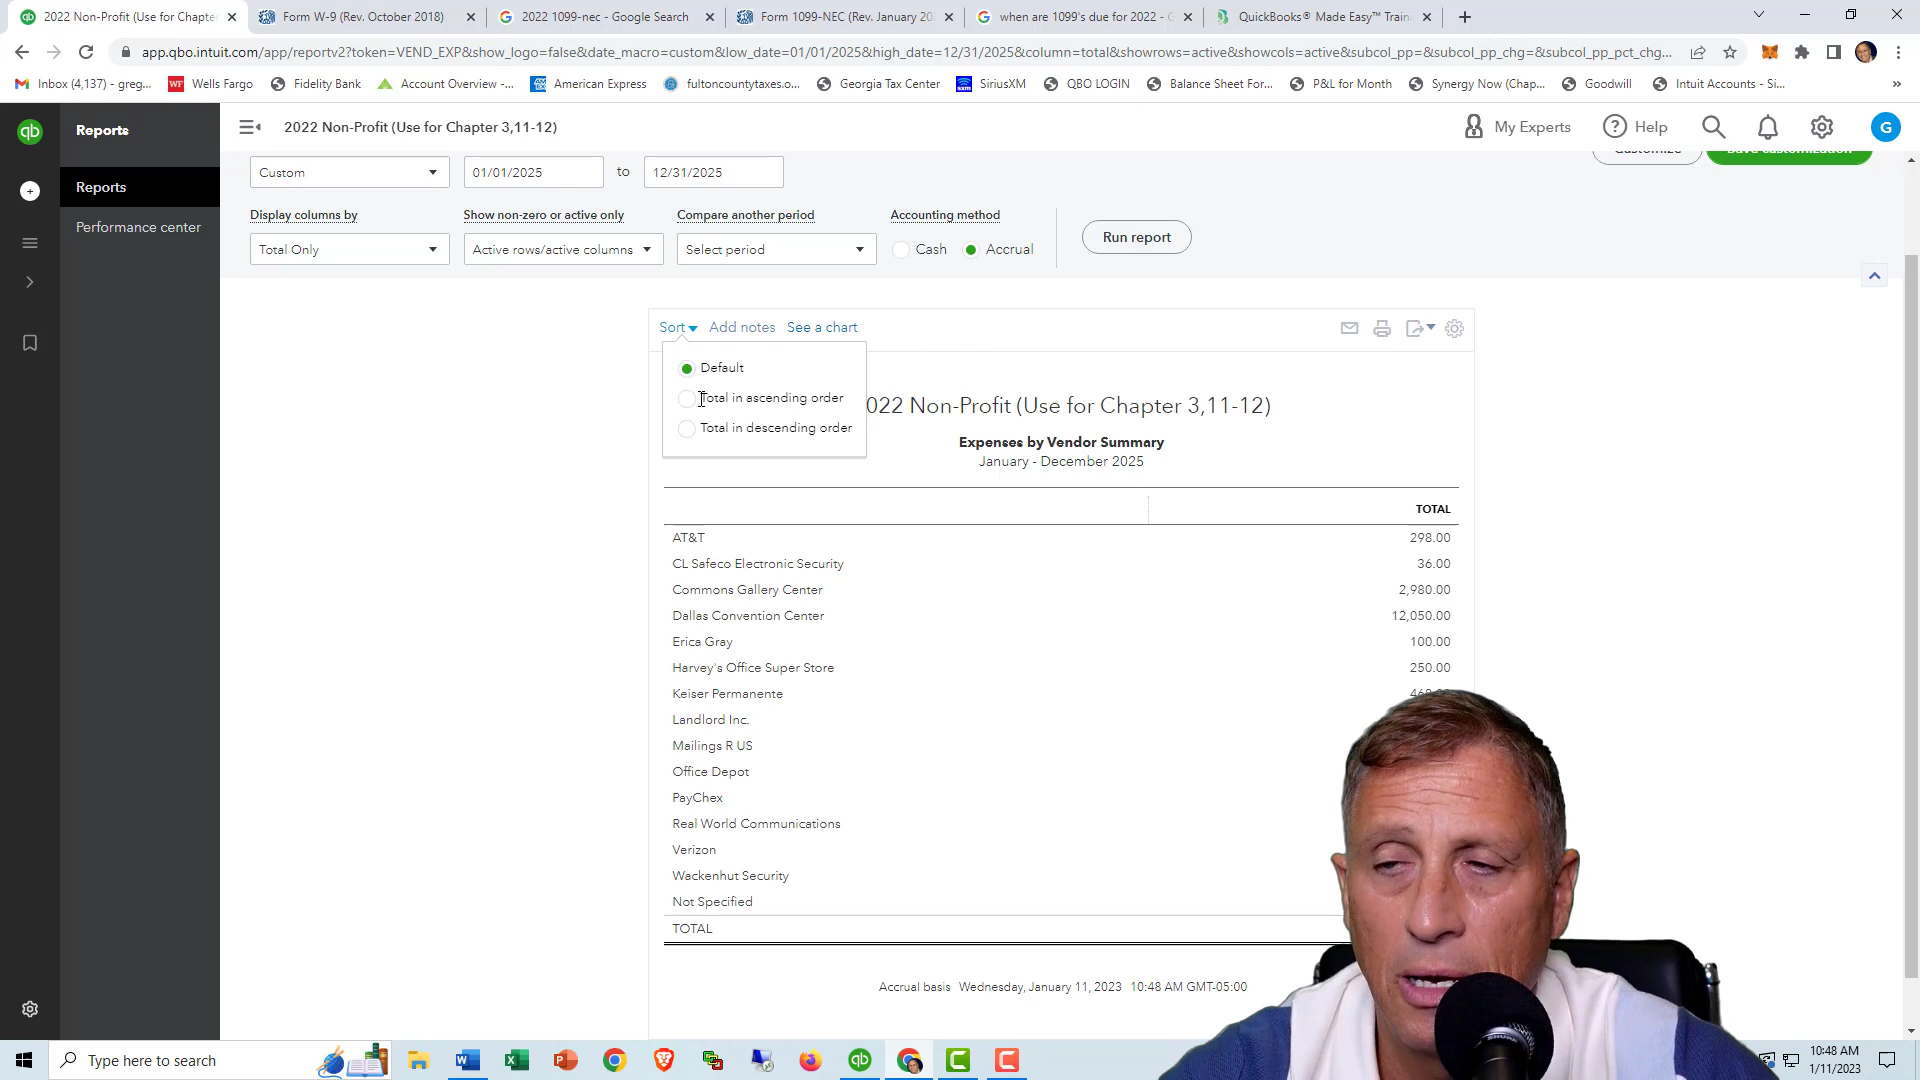 2022 Non-Profit (Use for Chapter
Form W-9 (Rev. October 2018)
2022 1099-nec - Google Search
Form 1099-NEC (Rev. January 20
when are 1099's due for 2022 - G
QuickBooks® Made Easy™ Train
app.qbo.intuit.com/app/reportv2?token=VEND_EXP&show_logo=false&date_macro=custom&low_date=01/01/2025&high_date=12/31/2025&column=total&showrows=active&showcols=active&subcol_pp=&subcol_pp_chg=&subcol_pp_pct_chg...
Inbox (4,137) - greg...
WF Wells Fargo
Fidelity Bank
Account Overview -...
American Express
fultoncountytaxes.o...
Georgia Tax Center
SiriusXM
QBO LOGIN
Balance Sheet For...
P&L for Month
Synergy Now (Chap...
Goodwill
Intuit Accounts - Si...
»
qb
Reports
2022 Non-Profit (Use for Chapter 3,11-12)
My Experts
Help
G
Reports
Performance center
Customize
Save customization
Custom
01/01/2025
to
12/31/2025
Display columns by
Show non-zero or active only
Compare another period
Accounting method
Total Only
Active rows/active columns
Select period
Cash
Accrual
Run report
Sort
Add notes
See a chart
Default
Total in ascending order
Total in descending order
022 Non-Profit (Use for Chapter 3,11-12)
Expenses by Vendor Summary
January - December 2025
TOTAL
AT&T 298.00
CL Safeco Electronic Security 36.00
Commons Gallery Center 2,980.00
Dallas Convention Center 12,050.00
Erica Gray 100.00
Harvey's Office Super Store 250.00
Keiser Permanente
Landlord Inc.
Mailings R US
Office Depot
PayChex
Real World Communications
Verizon
Wackenhut Security
Not Specified
TOTAL
Accrual basis Wednesday, January 11, 2023 10:48 AM GMT-05:00
Type here to search
10:48 AM
1/11/2023